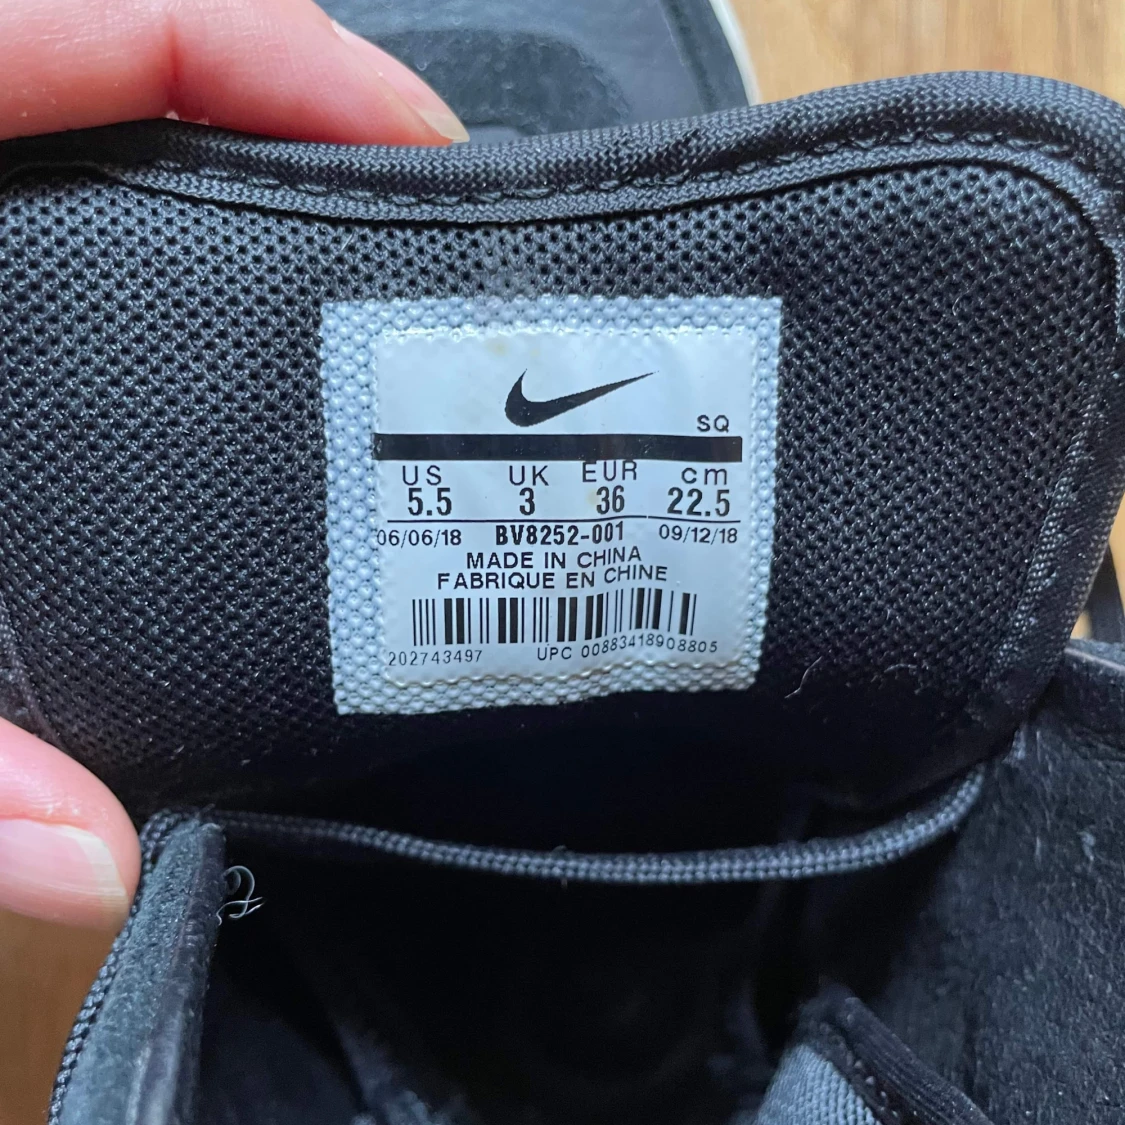 SQ
US UK EUR cm
5.5 3 36 22.5
06/06/18 BV8252-001 09/12/18
MADE IN CHINA
FABRIQUE EN CHINE
202743497 UPC 00883418908805